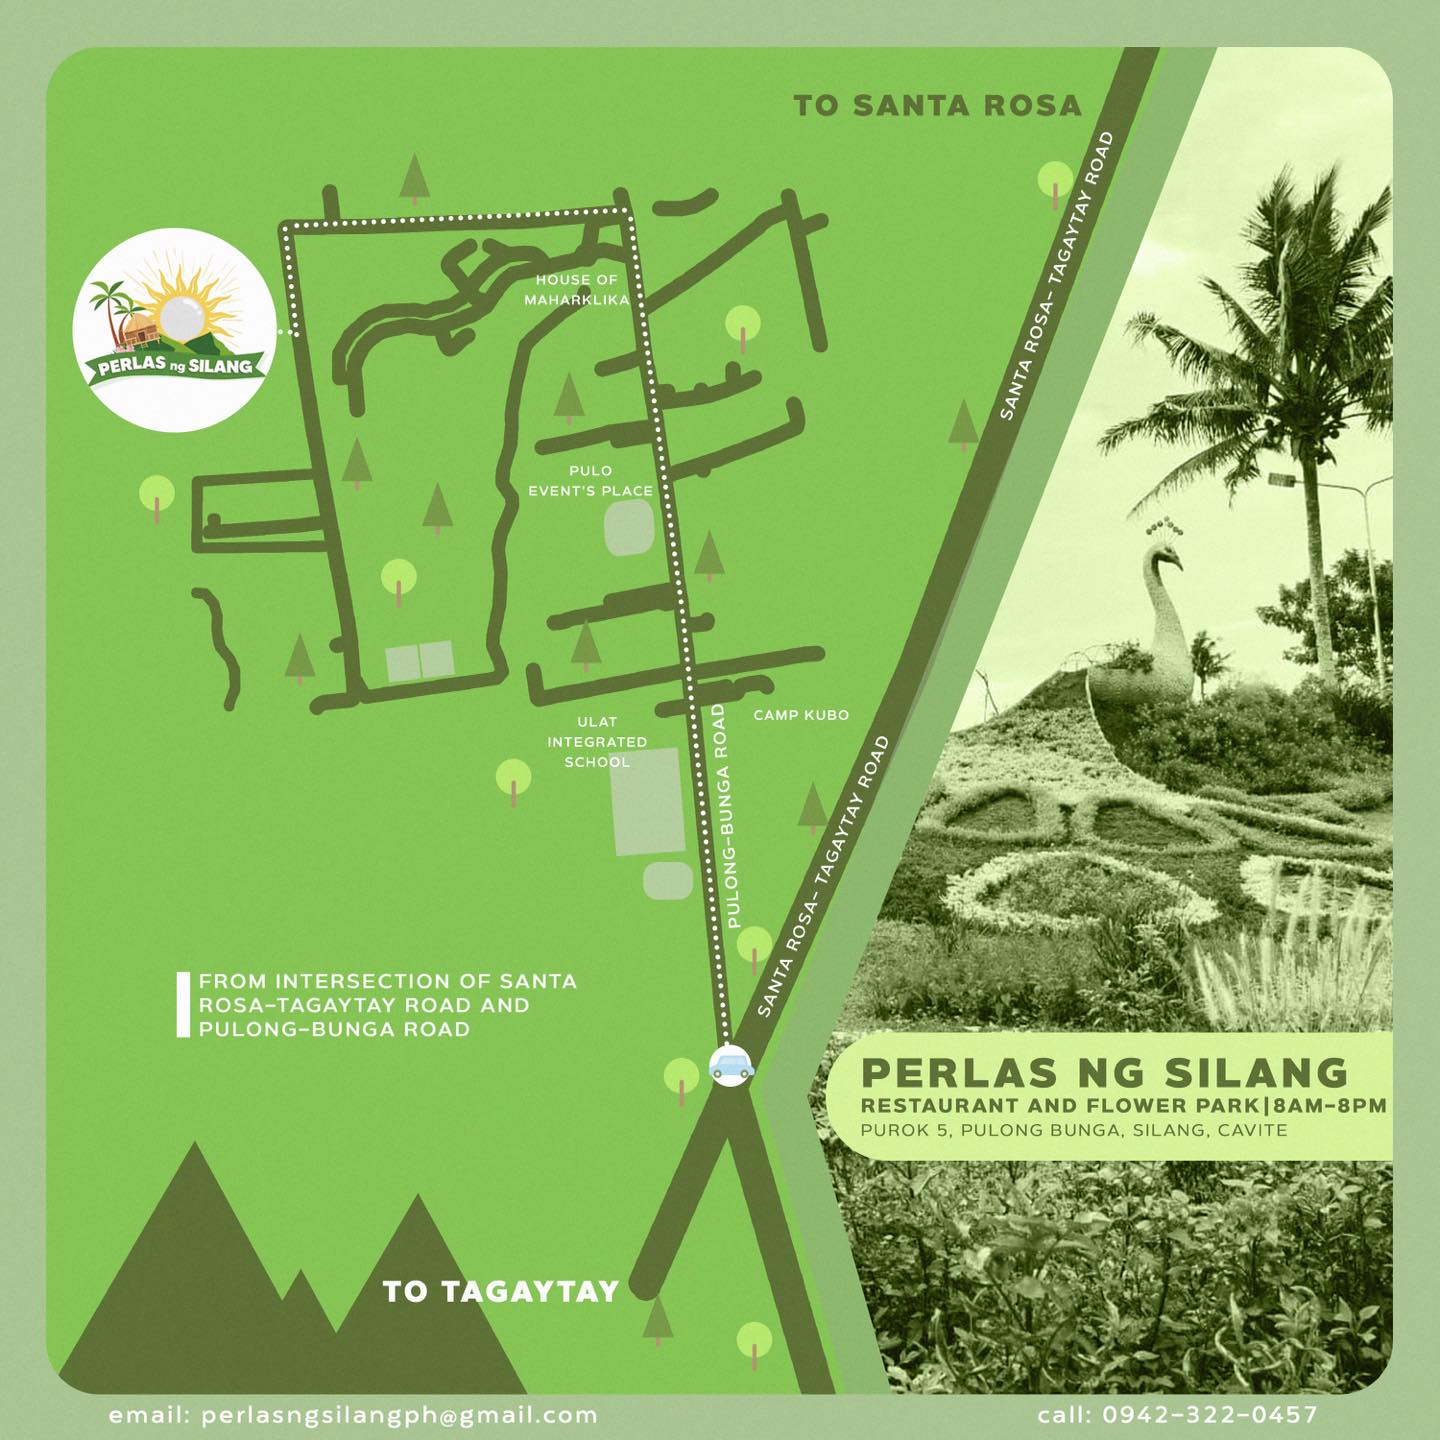 TO SANTA ROSA
SANTA ROSA- TAGAYTAY ROAD
HOUSE OF
MAHARKLIKA
PERLAS ng SILANG
PULO
EVENT'S PLACE
ULAT
INTEGRATED
SCHOOL
CAMP KUBO
PULONG-BUNGA ROAD
SANTA ROSA- TAGAYTAY ROAD
FROM INTERSECTION OF SANTA
ROSA-TAGAYTAY ROAD AND
PULONG-BUNGA ROAD
PERLAS NG SILANG
RESTAURANT AND FLOWER PARK|8AM-8PM
PUROK 5, PULONG BUNGA, SILANG, CAVITE
TO TAGAYTAY
email: perlasngsilangph@gmail.com
call: 0942-322-0457